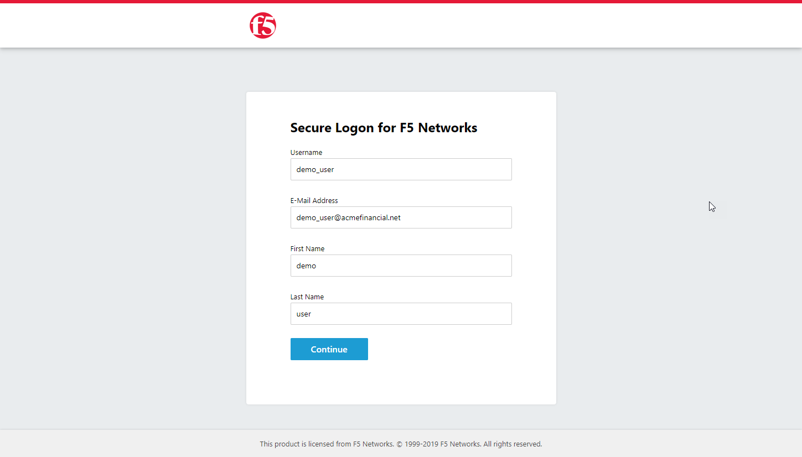 f5
Secure Logon for F5 Networks
Username
demo_user
E-Mail Address
demo_user@acmefinancial.net
First Name
demo
Last Name
user
Continue
This product is licensed from F5 Networks. © 1999-2019 F5 Networks. All rights reserved.